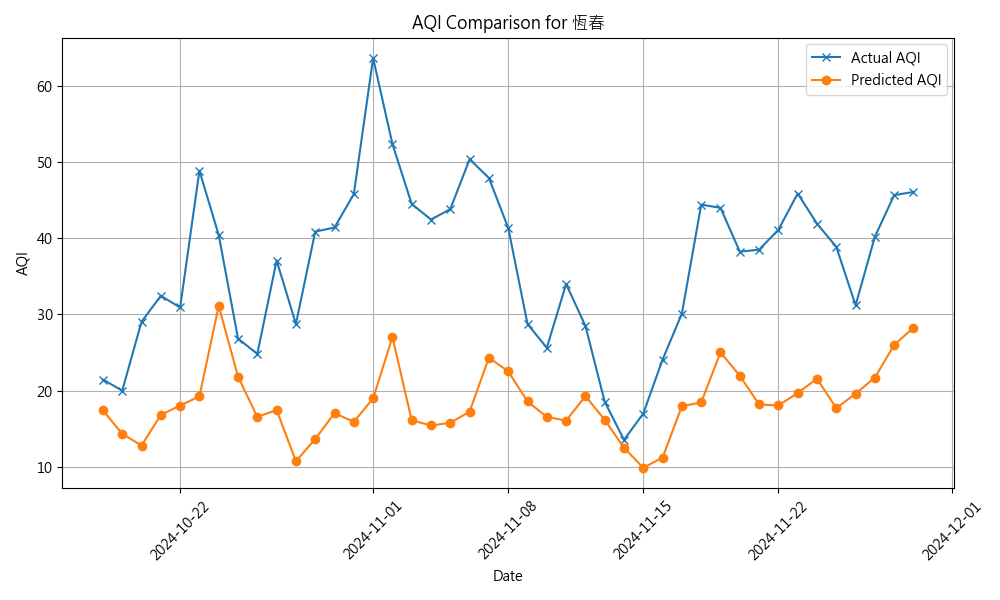 AQI Comparison for 恆春
Actual AQI
Predicted AQI
AQI
60
50
40
30
20
10
2024-10-22
2024-11-01
2024-11-08
2024-11-15
2024-11-22
2024-12-01
Date